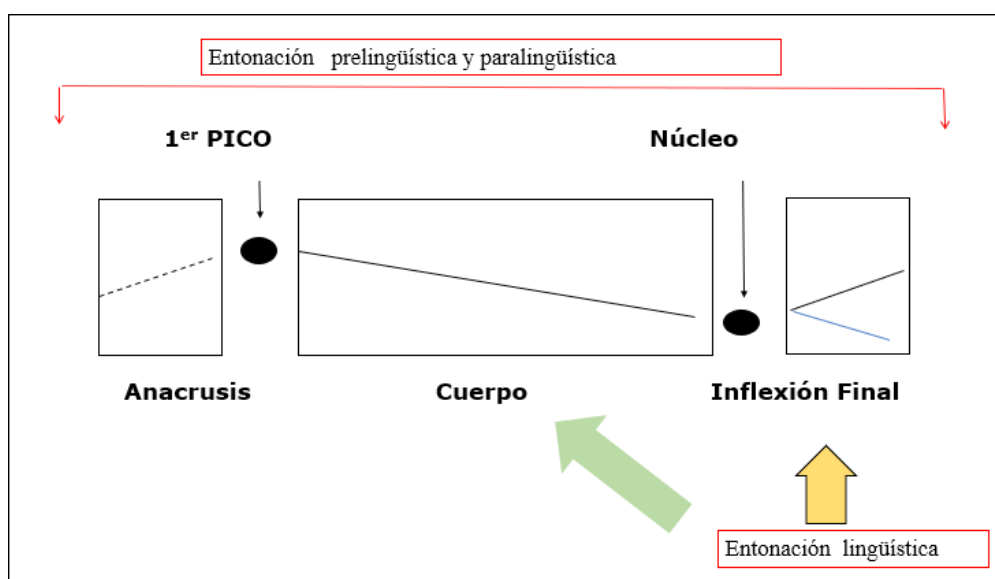 Entonación prelingüística y paralingüística
1er PICO
Núcleo
Anacrusis
Cuerpo
Inflexión Final
Entonación lingüística